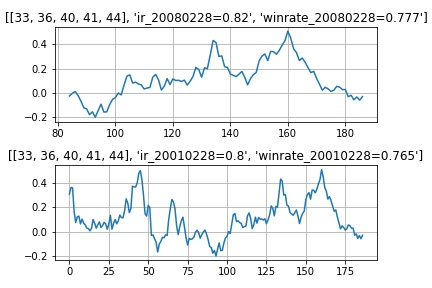 [[33, 36, 40, 41, 44], 'ir_20080228=0.82', 'winrate_20080228=0.777']
0.4
0.2
0.0
−0.2
80 100 120 140 160 180
[[33, 36, 40, 41, 44], 'ir_20010228=0.8', 'winrate_20010228=0.765']
0.4
0.2
0.0
−0.2
0 25 50 75 100 125 150 175